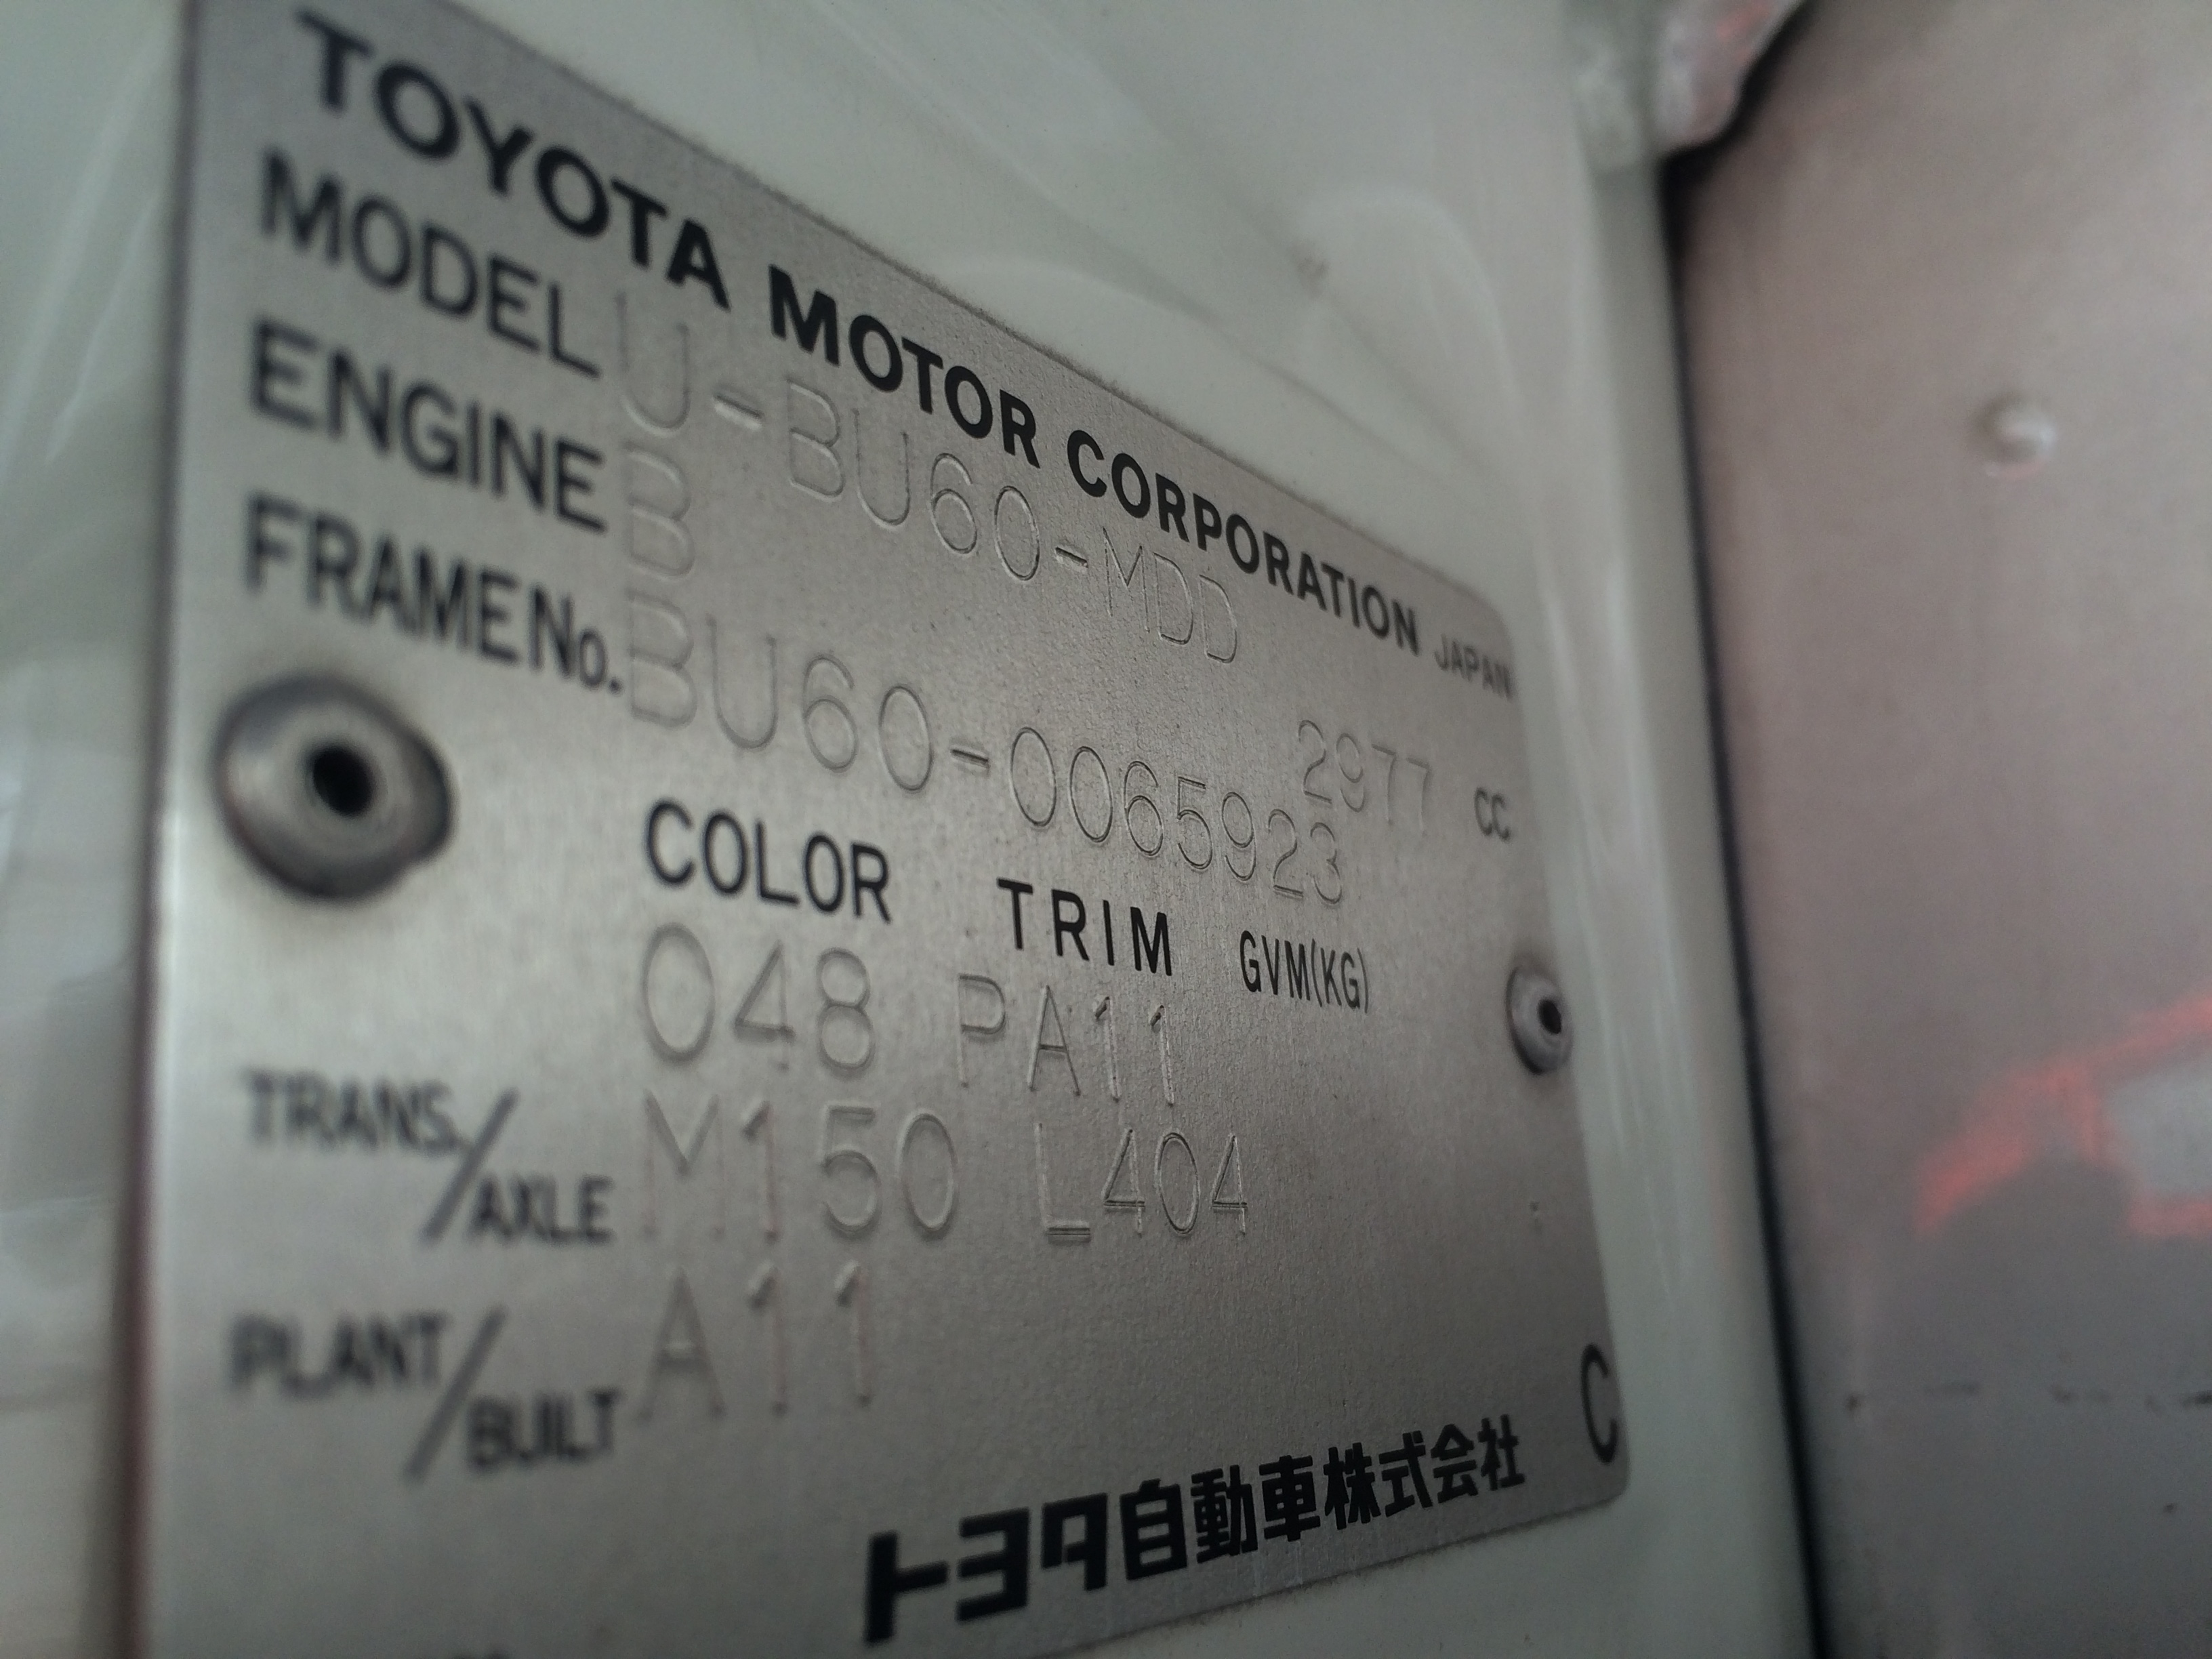 TOYOTA MOTOR CORPORATION JAPAN
MODEL U-BU60-MDD
ENGINE B 2977 CC
FRAME No. BU60-0065923
COLOR TRIM GVM(KG)
048 PA11
TRANS./AXLE M150 L404
PLANT/BUILT A11
C
トヨタ自動車株式会社